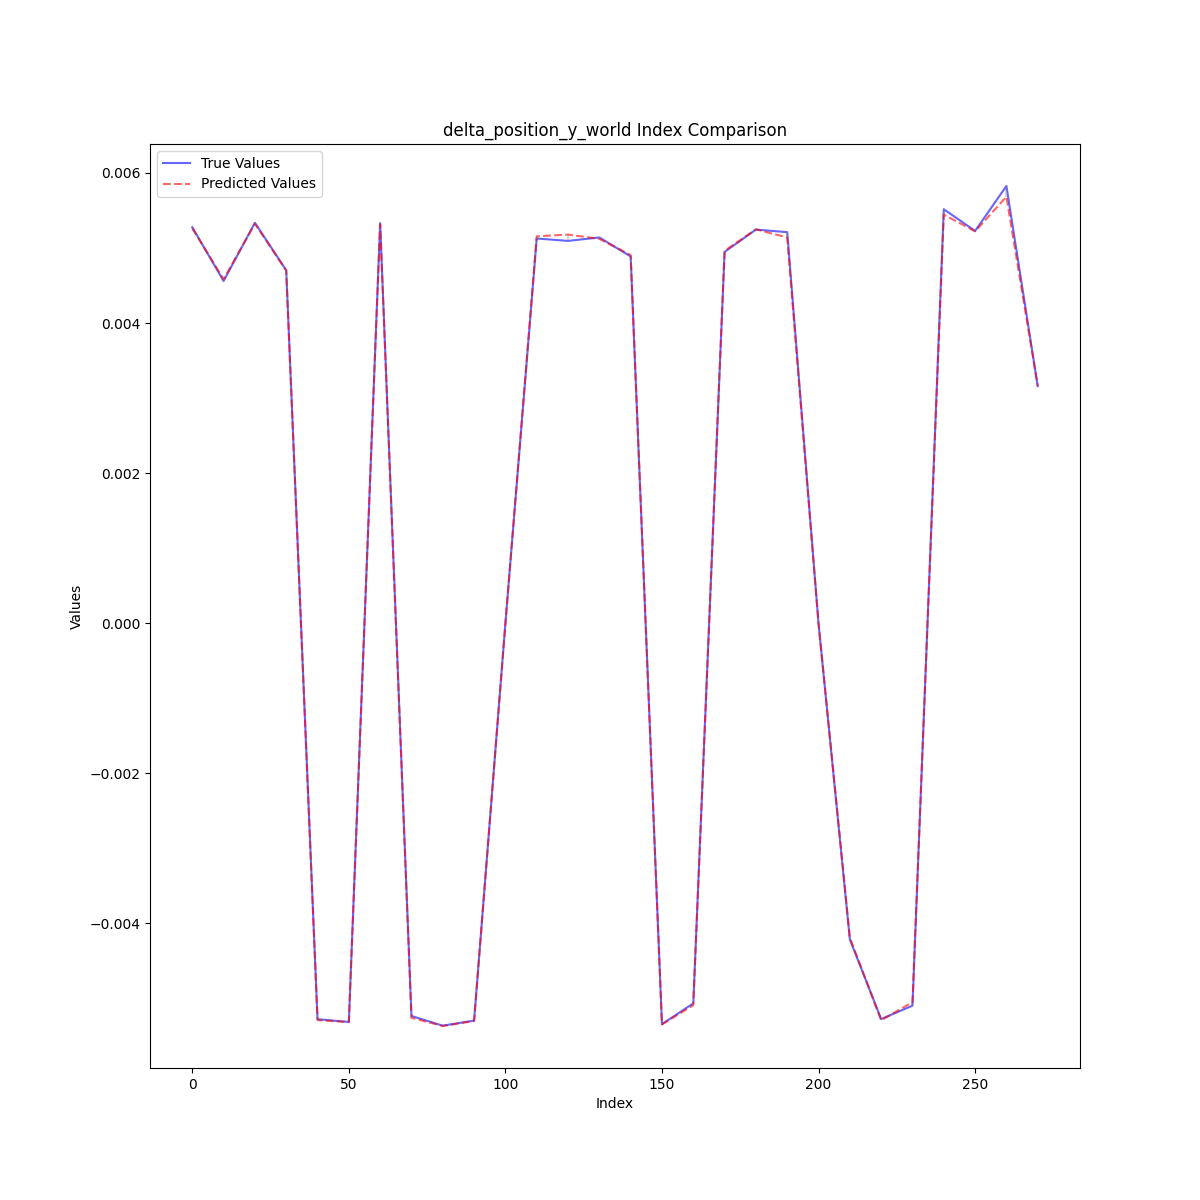 delta_position_y_world Index Comparison
True Values
Predicted Values
0.006
0.004
0.002
0.000
−0.002
−0.004
Values
0 50 100 150 200 250
Index